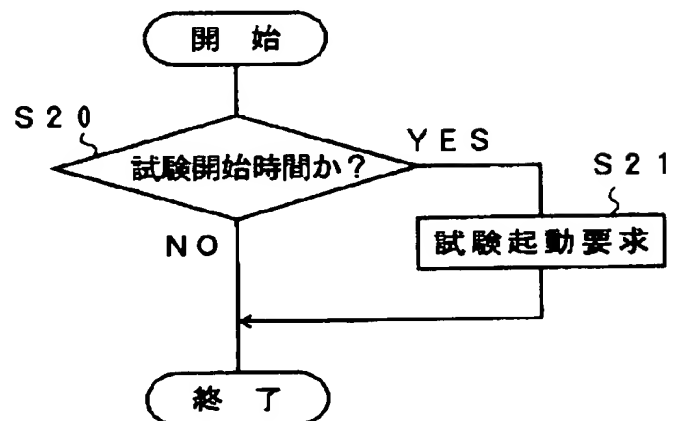 開 始
S20
試験開始時間か?
YES
S21
試験起動要求
NO
終 了